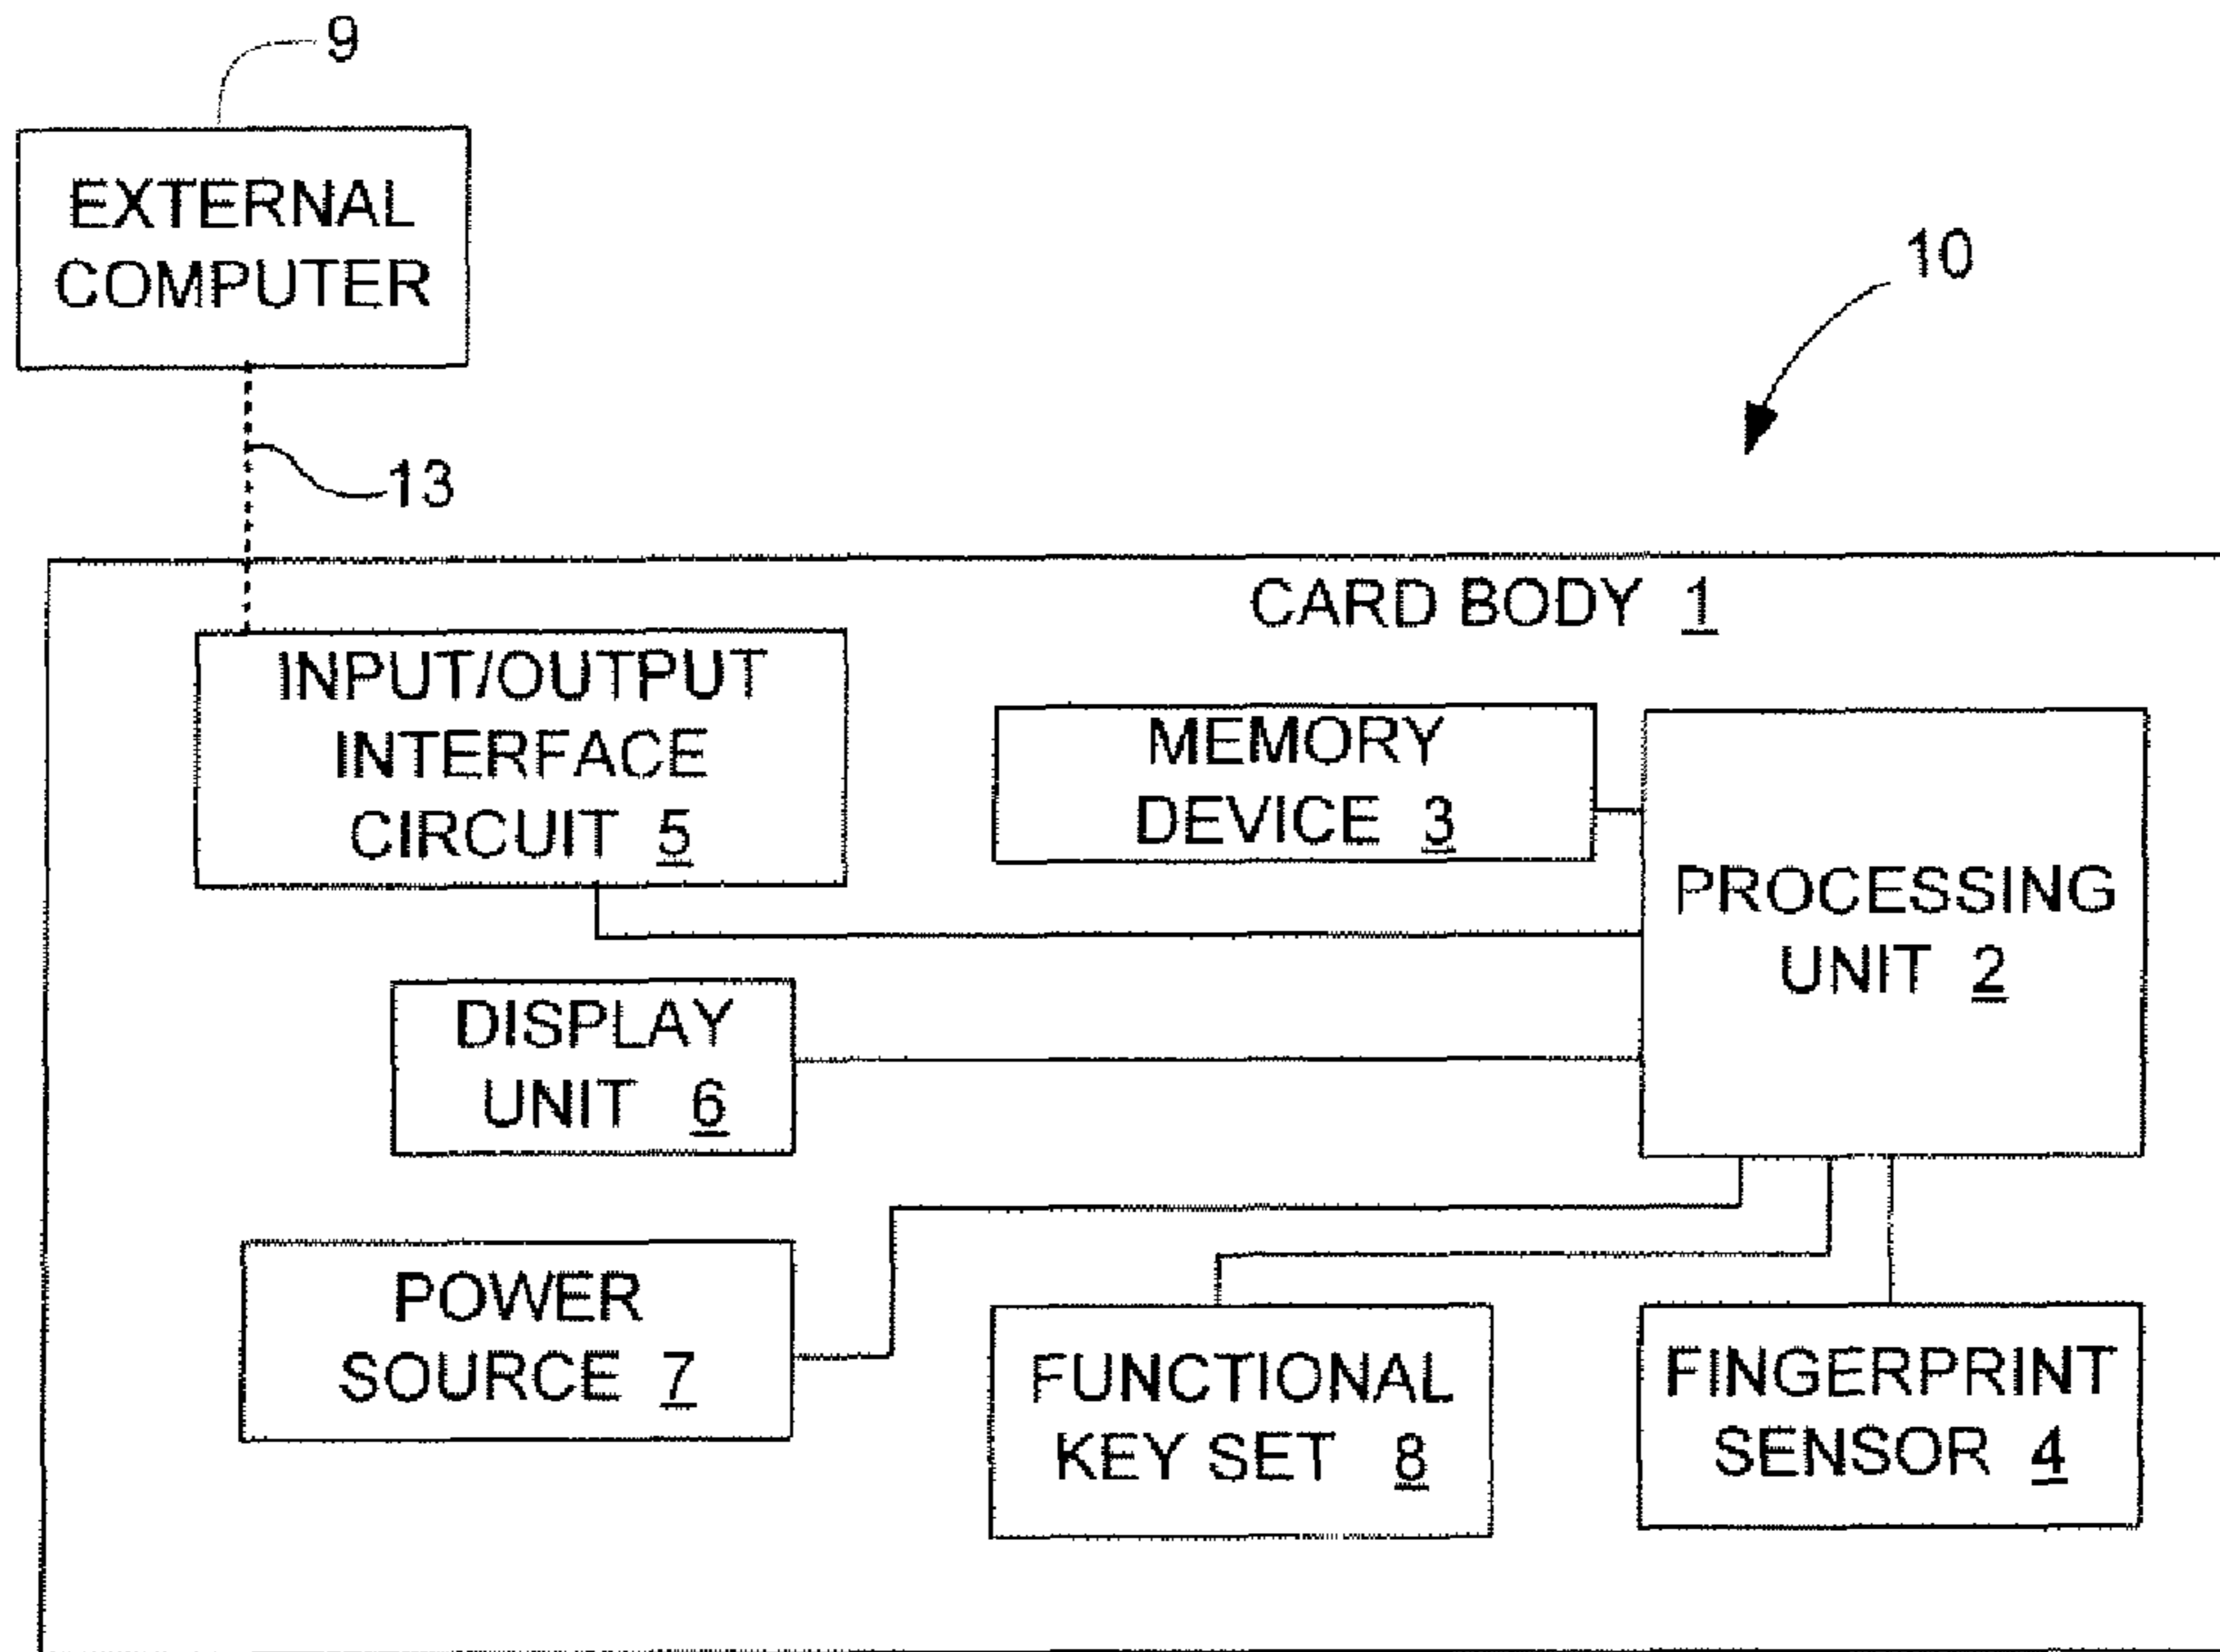 9
EXTERNAL
COMPUTER
10
13
CARD BODY 1
INPUT/OUTPUT
INTERFACE
CIRCUIT 5
MEMORY
DEVICE 3
PROCESSING
UNIT 2
DISPLAY
UNIT 6
POWER
SOURCE 7
FUNCTIONAL
KEY SET 8
FINGERPRINT
SENSOR 4